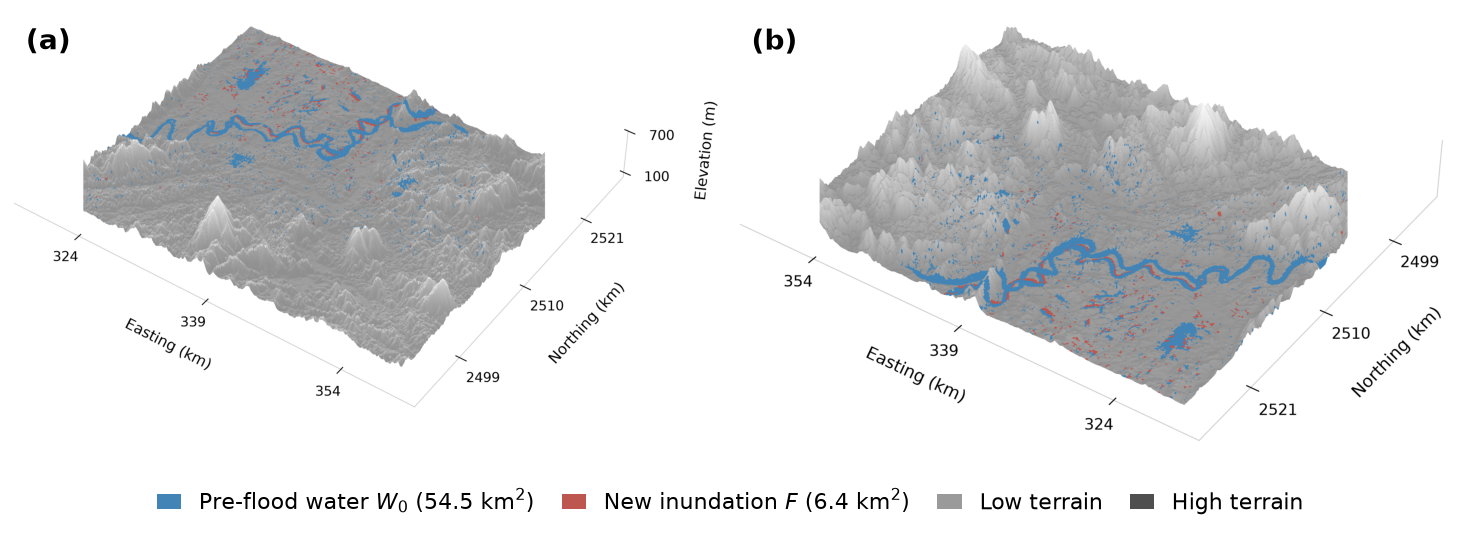 (a)
700
100
Elevation (m)
324
339
354
Easting (km)
2521
2510
2499
Northing (km)
(b)
354
339
324
Easting (km)
2499
2510
2521
Northing (km)
Pre-flood water W₀ (54.5 km²)
New inundation F (6.4 km²)
Low terrain
High terrain